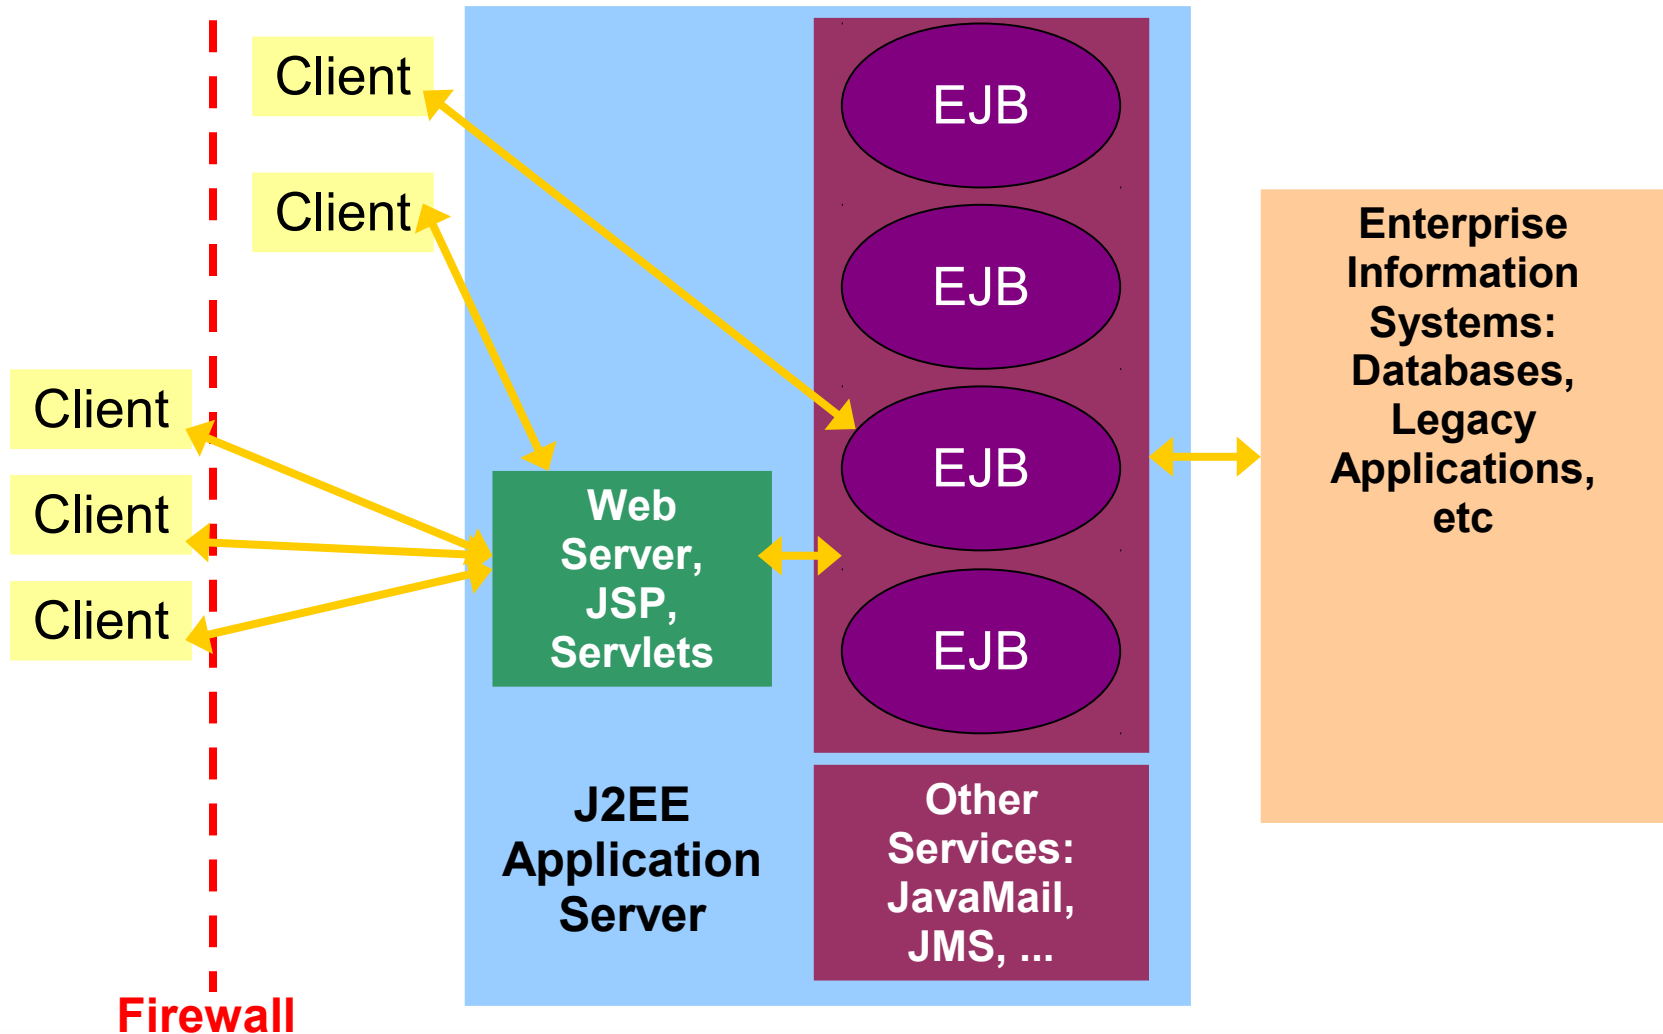 Client
Client
Client
Client
Client
Firewall
Web
Server,
JSP,
Servlets
J2EE
Application
Server
EJB
EJB
EJB
EJB
Other
Services:
JavaMail,
JMS, ...
Enterprise
Information
Systems:
Databases,
Legacy
Applications,
etc